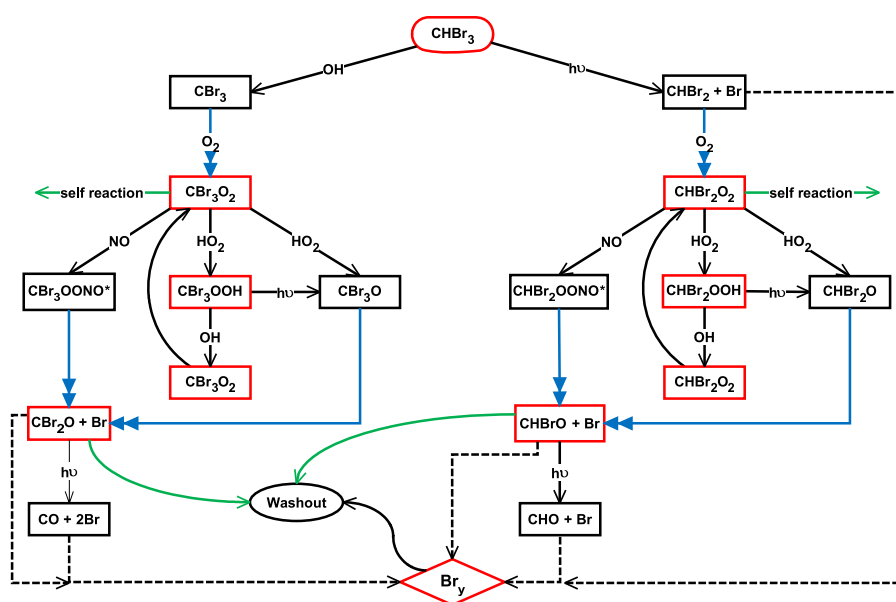 CHBr3
OH
hυ
CBr3
CHBr2 + Br
O2
O2
self reaction
CBr3O2
CHBr2O2
self reaction
NO
HO2
HO2
NO
HO2
HO2
CBr3OONO*
CBr3OOH
hυ
CBr3O
CHBr2OONO*
CHBr2OOH
hυ
CHBr2O
OH
OH
CBr3O2
CHBr2O2
CBr2O + Br
CHBrO + Br
hυ
hυ
Washout
CO + 2Br
CHO + Br
Bry